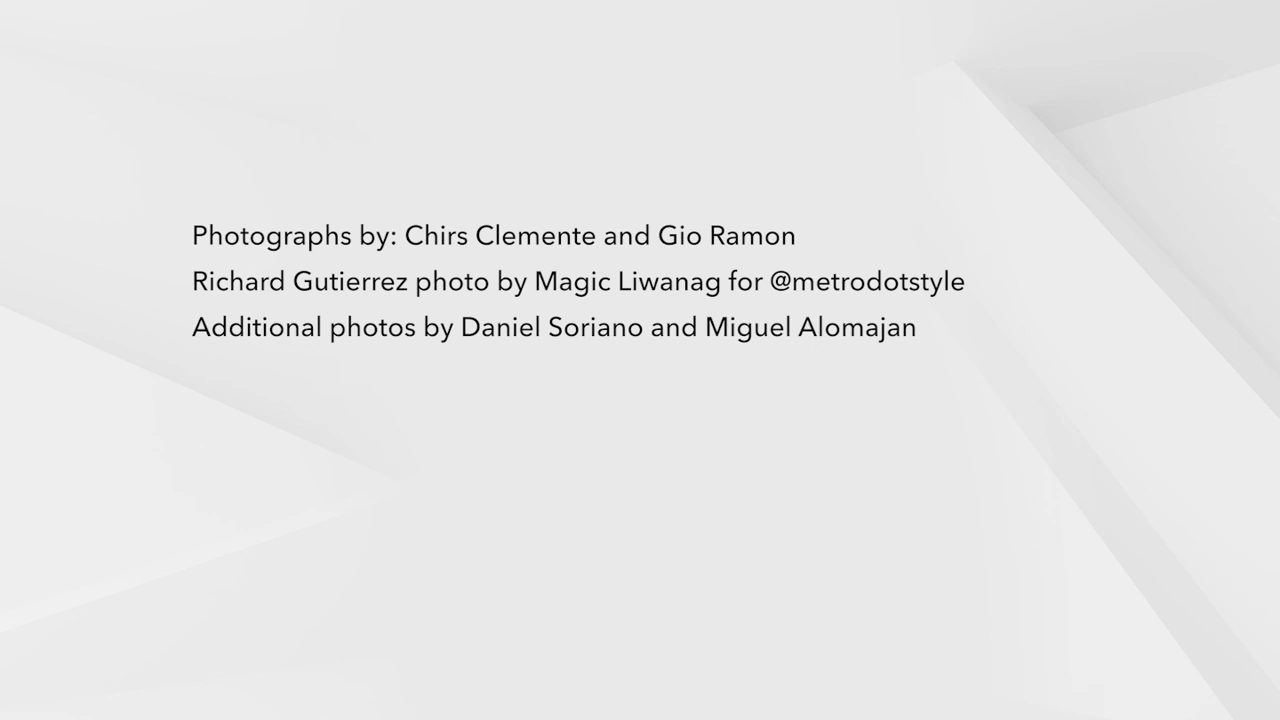 Photographs by: Chirs Clemente and Gio Ramon
Richard Gutierrez photo by Magic Liwanag for @metrodotstyle
Additional photos by Daniel Soriano and Miguel Alomajan